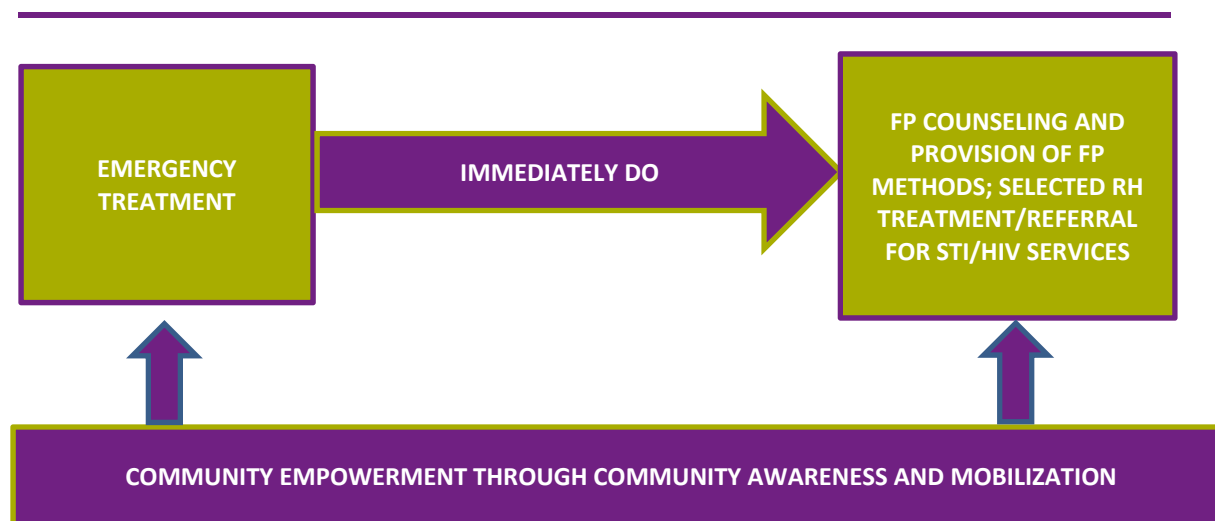 EMERGENCY
TREATMENT
IMMEDIATELY DO
FP COUNSELING AND
PROVISION OF FP
METHODS; SELECTED RH
TREATMENT/REFERRAL
FOR STI/HIV SERVICES
COMMUNITY EMPOWERMENT THROUGH COMMUNITY AWARENESS AND MOBILIZATION